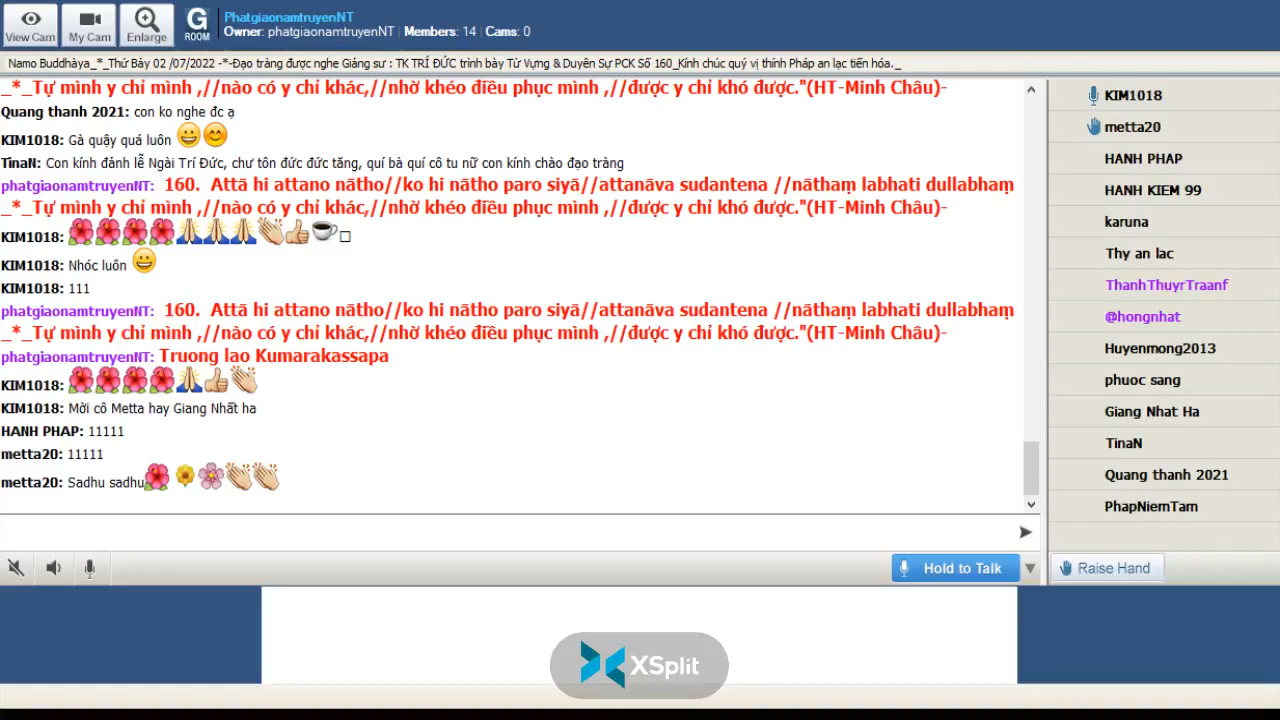 View Cam
My Cam
Enlarge
G
ROOM
PhatgiaonamtruyenNT
Owner: phatgiaonamtruyenNT | Members: 14 | Cams: 0
Namo Buddhàya_*_Thứ Bảy 02 /07/2022 -*-Đạo tràng được nghe Giảng sư : TK TRÍ ĐỨC trình bày Từ Vựng & Duyên Sự PCK Số 160_Kính chúc quý vị thính Pháp an lạc tiến hóa._
_*_Tự mình y chỉ mình ,//nào có y chỉ khác,//nhờ khéo điều phục mình ,//được y chỉ khó được."(HT-Minh Châu)-
Quang thanh 2021: con ko nghe đc ạ
KIM1018: Gà quậy quá luôn 😀😊
TinaN: Con kính đảnh lễ Ngài Trí Đức, chư tôn đức đức tăng, quí bà quí cô tu nữ con kính chào đạo tràng
phatgiaonamtruyenNT: 160. Attā hi attano nātho//ko hi nātho paro siyā//attanāva sudantena //nāthaṃ labhati dullabhaṃ
_*_Tự mình y chỉ mình ,//nào có y chỉ khác,//nhờ khéo điều phục mình ,//được y chỉ khó được."(HT-Minh Châu)-
KIM1018: 🌺🌺🌺🌺🙏🙏🙏👏👍☕□
KIM1018: Nhóc luôn 😀
KIM1018: 111
phatgiaonamtruyenNT: 160. Attā hi attano nātho//ko hi nātho paro siyā//attanāva sudantena //nāthaṃ labhati dullabhaṃ
_*_Tự mình y chỉ mình ,//nào có y chỉ khác,//nhờ khéo điều phục mình ,//được y chỉ khó được."(HT-Minh Châu)-
phatgiaonamtruyenNT: Truong lao Kumarakassapa
KIM1018: 🌺🌺🌺🌺🙏👍👏
KIM1018: Mời cô Metta hay Giang Nhất ha
HANH PHAP: 11111
metta20: 11111
metta20: Sadhu sadhu🌺🌻🌸👏👏
Hold to Talk
KIM1018
metta20
HANH PHAP
HANH KIEM 99
karuna
Thy an lac
ThanhThuyrTraanf
@hongnhat
Huyenmong2013
phuoc sang
Giang Nhat Ha
TinaN
Quang thanh 2021
PhapNiemTam
Raise Hand
XSplit